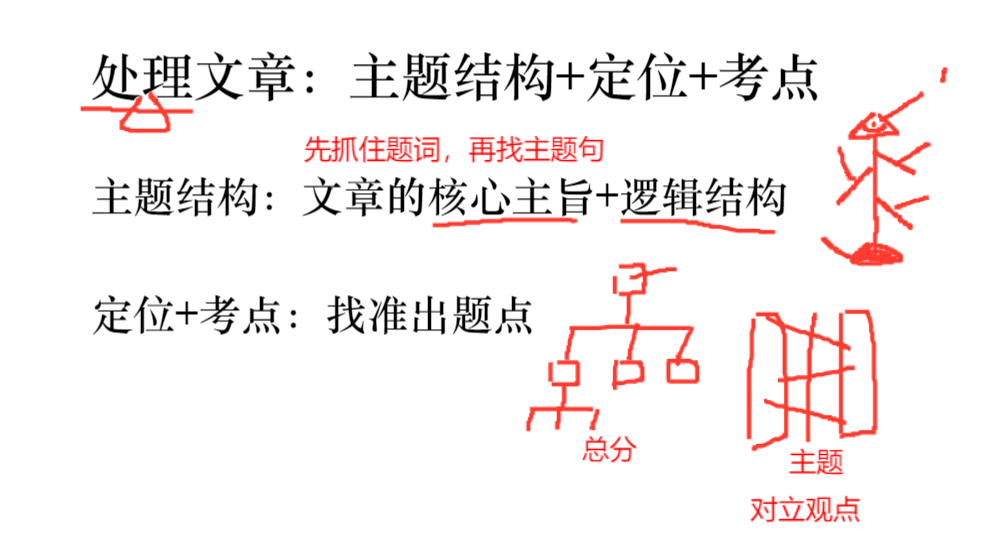 处理文章：主题结构+定位+考点
先抓住题词，再找主题句
主题结构：文章的核心主旨+逻辑结构
定位+考点：找准出题点
总分
主题
对立观点